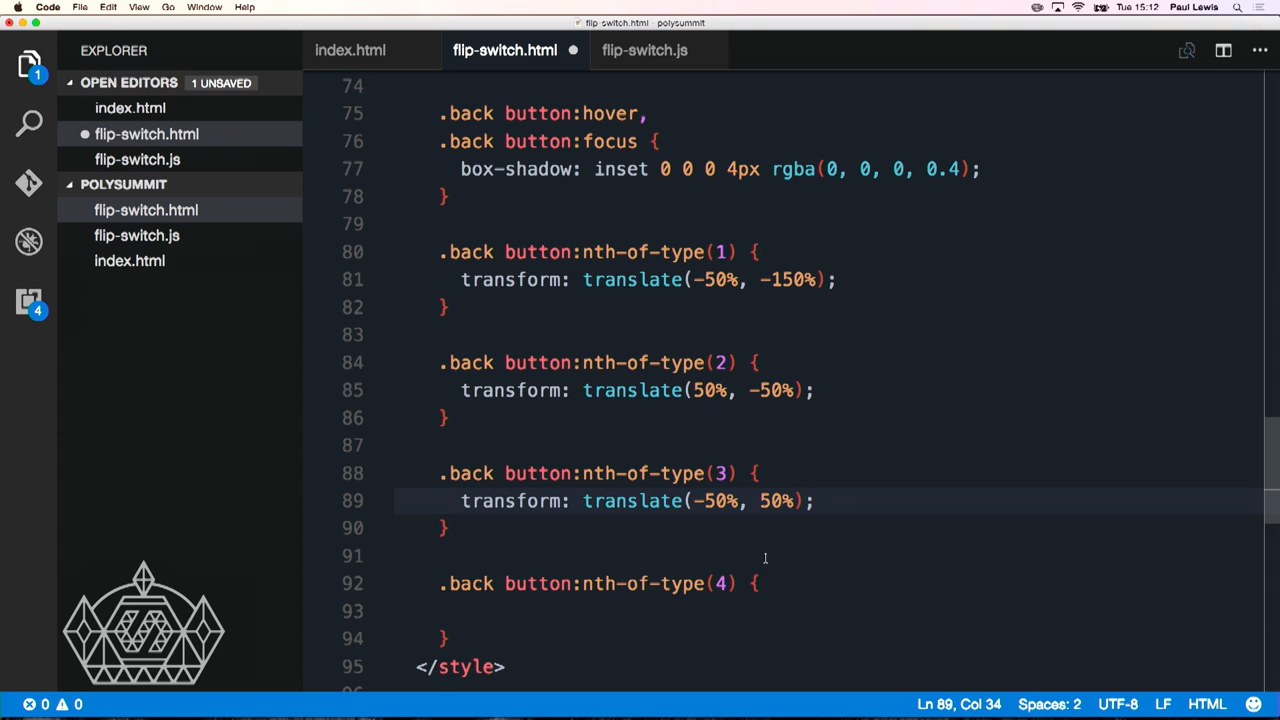 Code File Edit View Go Window Help Tue 15:12 Paul Lewis
flip-switch.html - polysummit
EXPLORER
OPEN EDITORS 1 UNSAVED
index.html
flip-switch.html
flip-switch.js
POLYSUMMIT
flip-switch.html
flip-switch.js
index.html
1
4
index.html flip-switch.html flip-switch.js
74
75 .back button:hover,
76 .back button:focus {
77 box-shadow: inset 0 0 0 4px rgba(0, 0, 0, 0.4);
78 }
79
80 .back button:nth-of-type(1) {
81 transform: translate(-50%, -150%);
82 }
83
84 .back button:nth-of-type(2) {
85 transform: translate(50%, -50%);
86 }
87
88 .back button:nth-of-type(3) {
89 transform: translate(-50%, 50%);
90 }
91
92 .back button:nth-of-type(4) {
93
94 }
95 </style>
0 0 Ln 89, Col 34 Spaces: 2 UTF-8 LF HTML